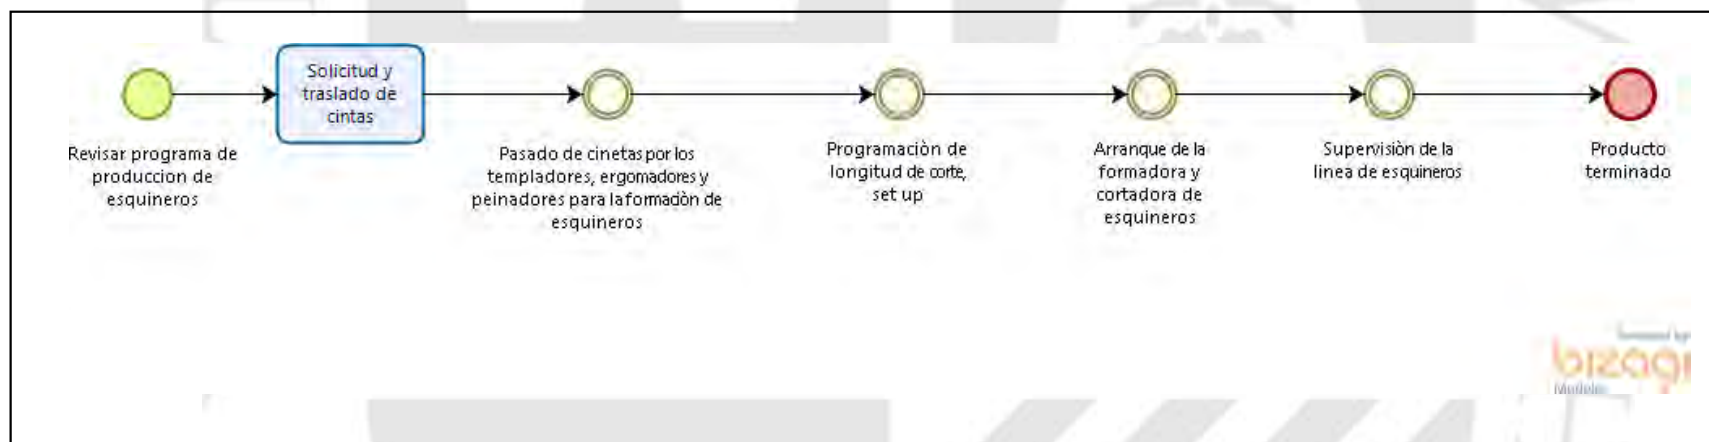 Solicitud y
traslado de
cintas
Revisar programa de
produccion de
esquineros
Pasado de cinetas por los
templadores, ergomadores y
peinadores para la formaciòn de
esquineros
Programaciòn de
longitud de corte,
set up
Arranque de la
formadora y
cortadora de
esquineros
Supervisiòn de la
linea de esquineros
Producto
terminado
bizagi
Modeler